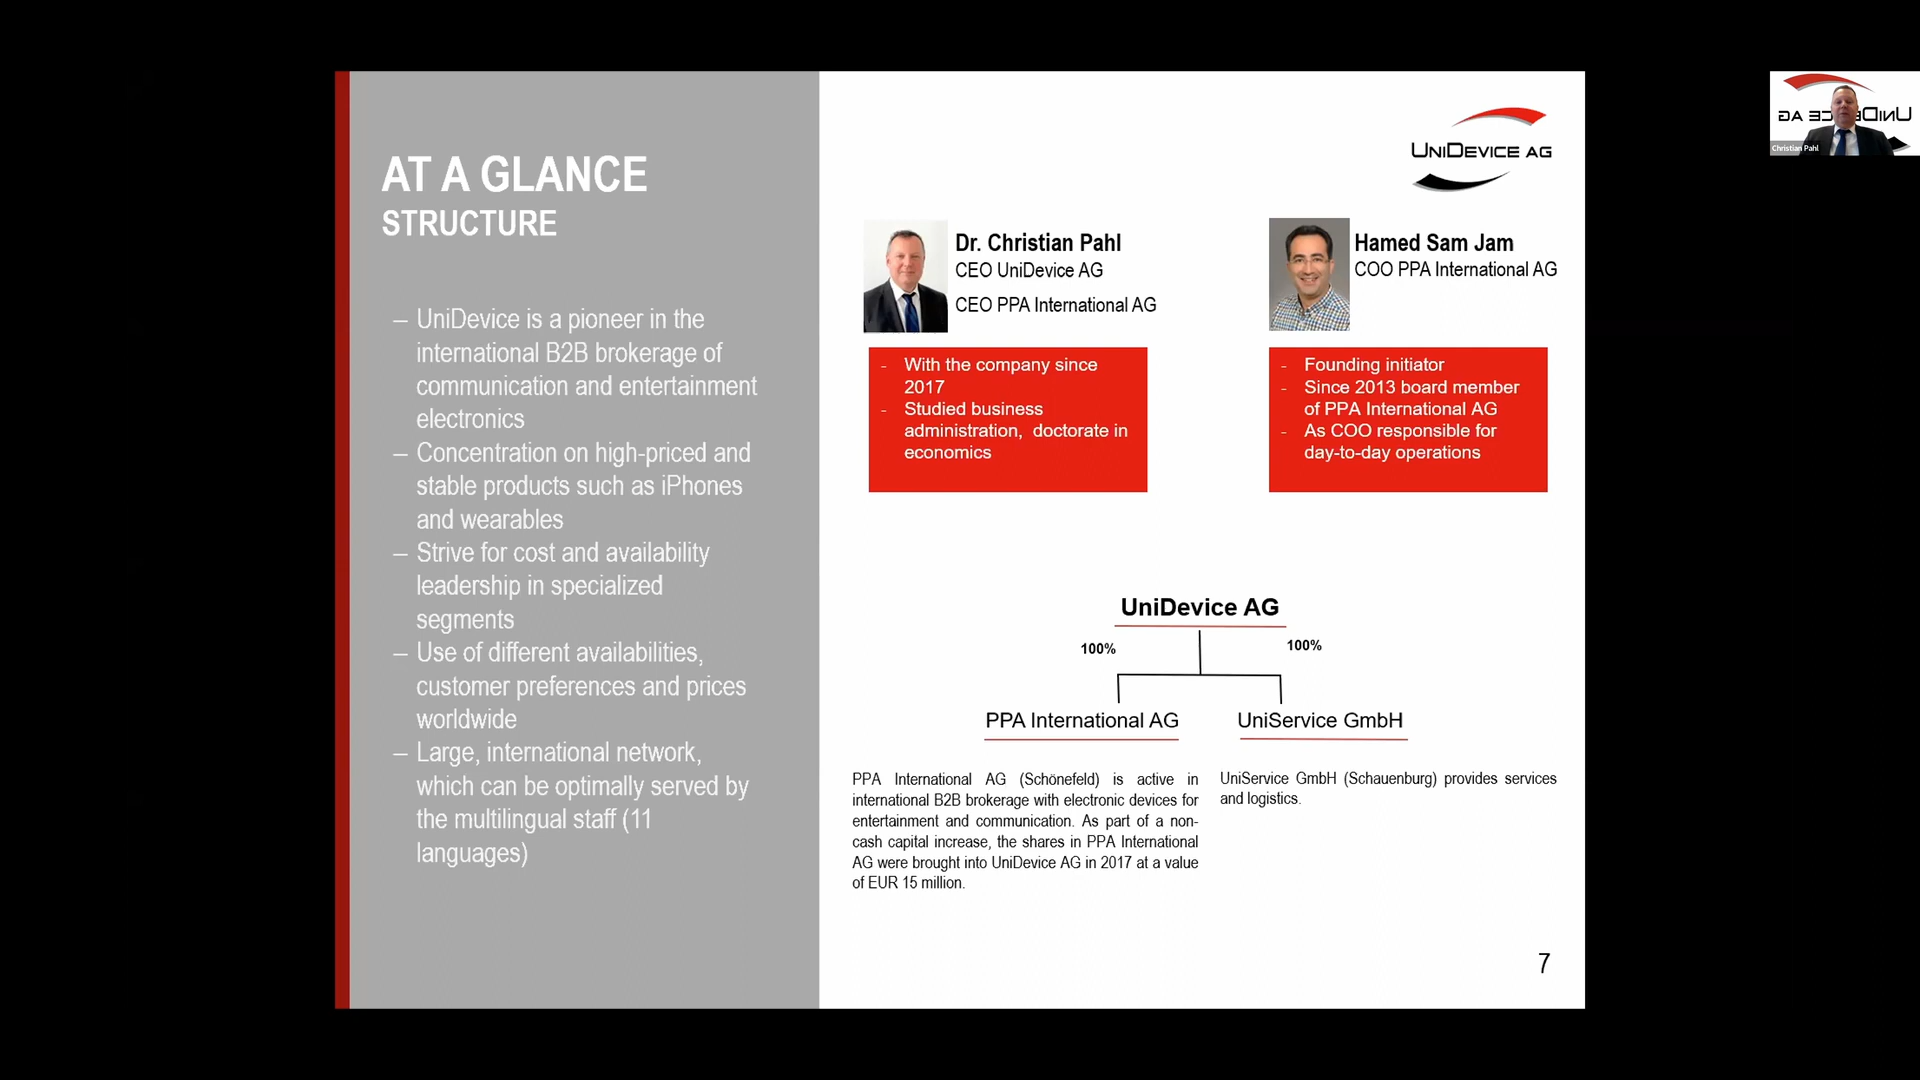 AT A GLANCE
STRUCTURE
– UniDevice is a pioneer in the
international B2B brokerage of
communication and entertainment
electronics
– Concentration on high-priced and
stable products such as iPhones
and wearables
– Strive for cost and availability
leadership in specialized
segments
– Use of different availabilities,
customer preferences and prices
worldwide
– Large, international network,
which can be optimally served by
the multilingual staff (11
languages)
UNIDEVICE AG
Dr. Christian Pahl
CEO UniDevice AG
CEO PPA International AG
- With the company since
2017
- Studied business
administration, doctorate in
economics
Hamed Sam Jam
COO PPA International AG
- Founding initiator
- Since 2013 board member
of PPA International AG
- As COO responsible for
day-to-day operations
UniDevice AG
100%
100%
PPA International AG
UniService GmbH
PPA International AG (Schönefeld) is active in
international B2B brokerage with electronic devices for
entertainment and communication. As part of a non-
cash capital increase, the shares in PPA International
AG were brought into UniDevice AG in 2017 at a value
of EUR 15 million.
UniService GmbH (Schauenburg) provides services
and logistics.
7
Christian Pahl